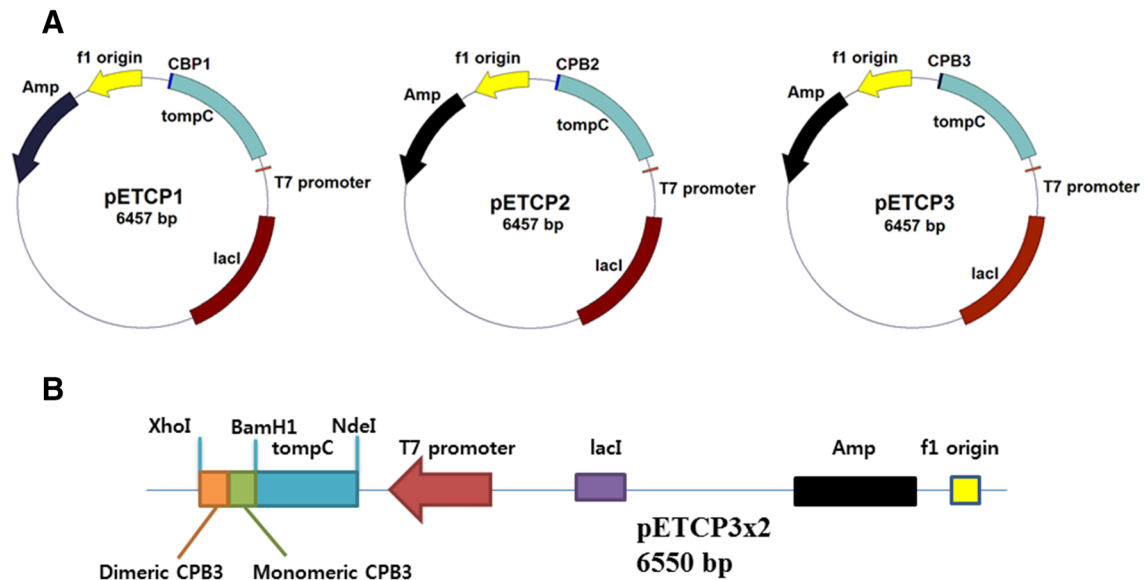 A
f1 origin
CBP1
Amp
tompC
T7 promoter
pETCP1
6457 bp
lacI
f1 origin
CPB2
Amp
tompC
T7 promoter
pETCP2
6457 bp
lacI
f1 origin
CPB3
Amp
tompC
T7 promoter
pETCP3
6457 bp
lacI
B
XhoI
BamH1
NdeI
tompC
T7 promoter
lacI
Amp
f1 origin
pETCP3x2
6550 bp
Dimeric CPB3
Monomeric CPB3